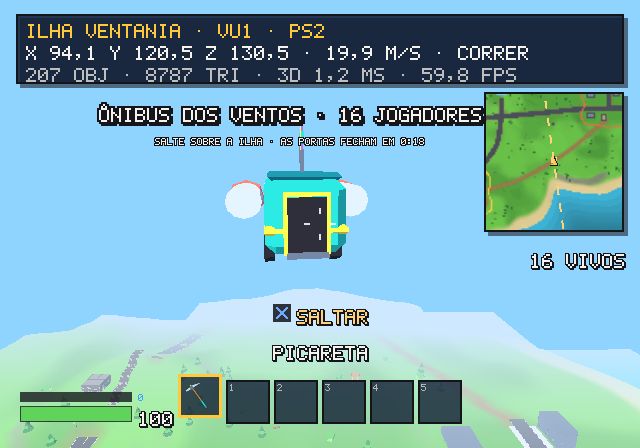 ILHA VENTANIA · VU1 · PS2
X 94,1 Y 120,5 Z 130,5 · 19,9 M/S · CORRER
207 OBJ · 8787 TRI · 3D 1,2 MS · 59,8 FPS
ÔNIBUS DOS VENTOS · 16 JOGADORES
SALTE SOBRE A ILHA · AS PORTAS FECHAM EM 0:18
16 VIVOS
SALTAR
PICARETA
1 2 3 4 5
0
100